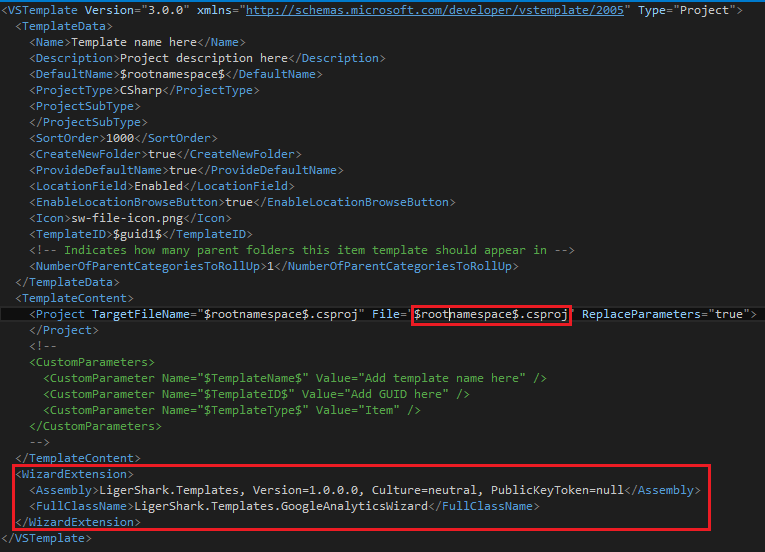 <VSTemplate Version="3.0.0" xmlns="http://schemas.microsoft.com/developer/vstemplate/2005" Type="Project">
<TemplateData>
<Name>Template name here</Name>
<Description>Project description here</Description>
<DefaultName>$rootnamespace$</DefaultName>
<ProjectType>CSharp</ProjectType>
<ProjectSubType>
</ProjectSubType>
<SortOrder>1000</SortOrder>
<CreateNewFolder>true</CreateNewFolder>
<ProvideDefaultName>true</ProvideDefaultName>
<LocationField>Enabled</LocationField>
<EnableLocationBrowseButton>true</EnableLocationBrowseButton>
<Icon>sw-file-icon.png</Icon>
<TemplateID>$guid1$</TemplateID>
<!-- Indicates how many parent folders this item template should appear in -->
<NumberOfParentCategoriesToRollUp>1</NumberOfParentCategoriesToRollUp>
</TemplateData>
<TemplateContent>
<Project TargetFileName="$rootnamespace$.csproj" File="$rootnamespace$.csproj" ReplaceParameters="true">
</Project>
<!--
<CustomParameters>
<CustomParameter Name="$TemplateName$" Value="Add template name here" />
<CustomParameter Name="$TemplateID$" Value="Add GUID here" />
<CustomParameter Name="$TemplateType$" Value="Item" />
</CustomParameters>
-->
</TemplateContent>
<WizardExtension>
<Assembly>LigerShark.Templates, Version=1.0.0.0, Culture=neutral, PublicKeyToken=null</Assembly>
<FullClassName>LigerShark.Templates.GoogleAnalyticsWizard</FullClassName>
</WizardExtension>
</VSTemplate>